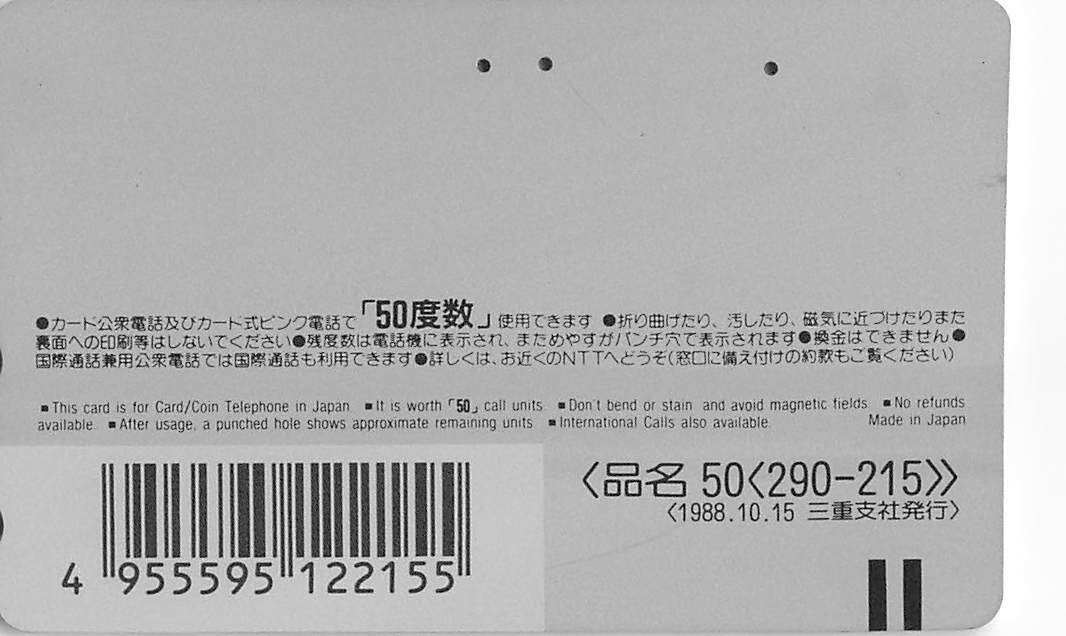 ●カード公衆電話及びカード式ピンク電話で「50度数」使用できます ●折り曲げたり、汚したり、磁気に近づけたりまた
裏面への印刷等はしないでください●残度数は電話機に表示され、まためやすがパンチ穴で表示されます●換金はできません●
国際通話兼用公衆電話では国際通話も利用できます●詳しくは、お近くのNTTへどうぞ(窓口に備え付けの約款もご覧ください)
■This card is for Card/Coin Telephone in Japan ■It is worth「50」call units ■Don't bend or stain and avoid magnetic fields ■No refunds
available. ■After usage, a punched hole shows approximate remaining units ■International Calls also available. Made in Japan
〈品名 50〈290-215〉〉
〈1988.10.15 三重支社発行〉
4 955595 122155